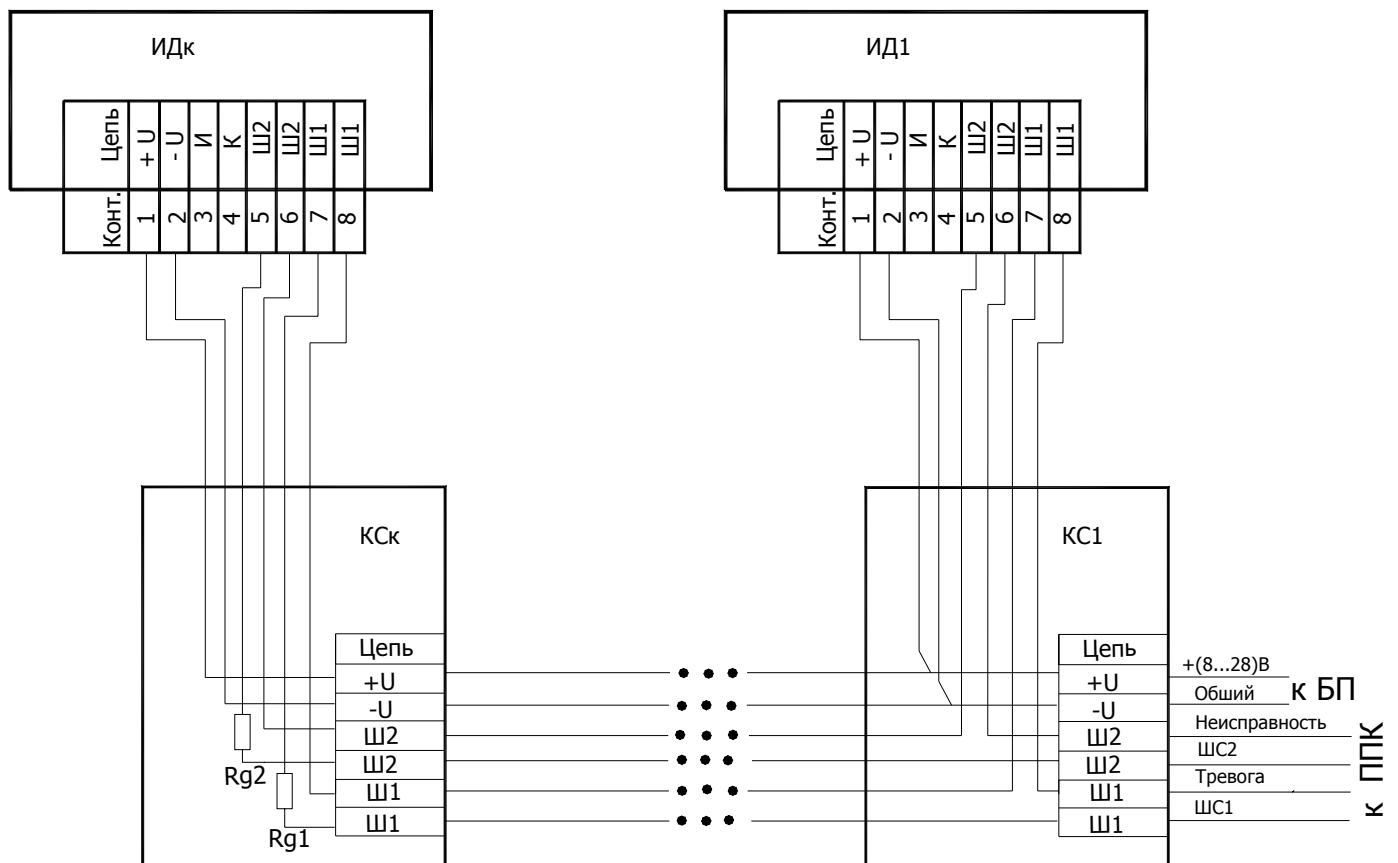 ИДк
Цепь + U - U И К Ш2 Ш2 Ш1 Ш1
Конт. 1 2 3 4 5 6 7 8
ИД1
Цепь + U - U И К Ш2 Ш2 Ш1 Ш1
Конт. 1 2 3 4 5 6 7 8
КСк
Цепь
+U
-U
Ш2
Ш2
Ш1
Ш1
Rg2
Rg1
КС1
Цепь
+U
-U
Ш2
Ш2
Ш1
Ш1
+(8...28)В
Обший
к БП
Неисправность
ШС2
Тревога
ШС1
к ППК